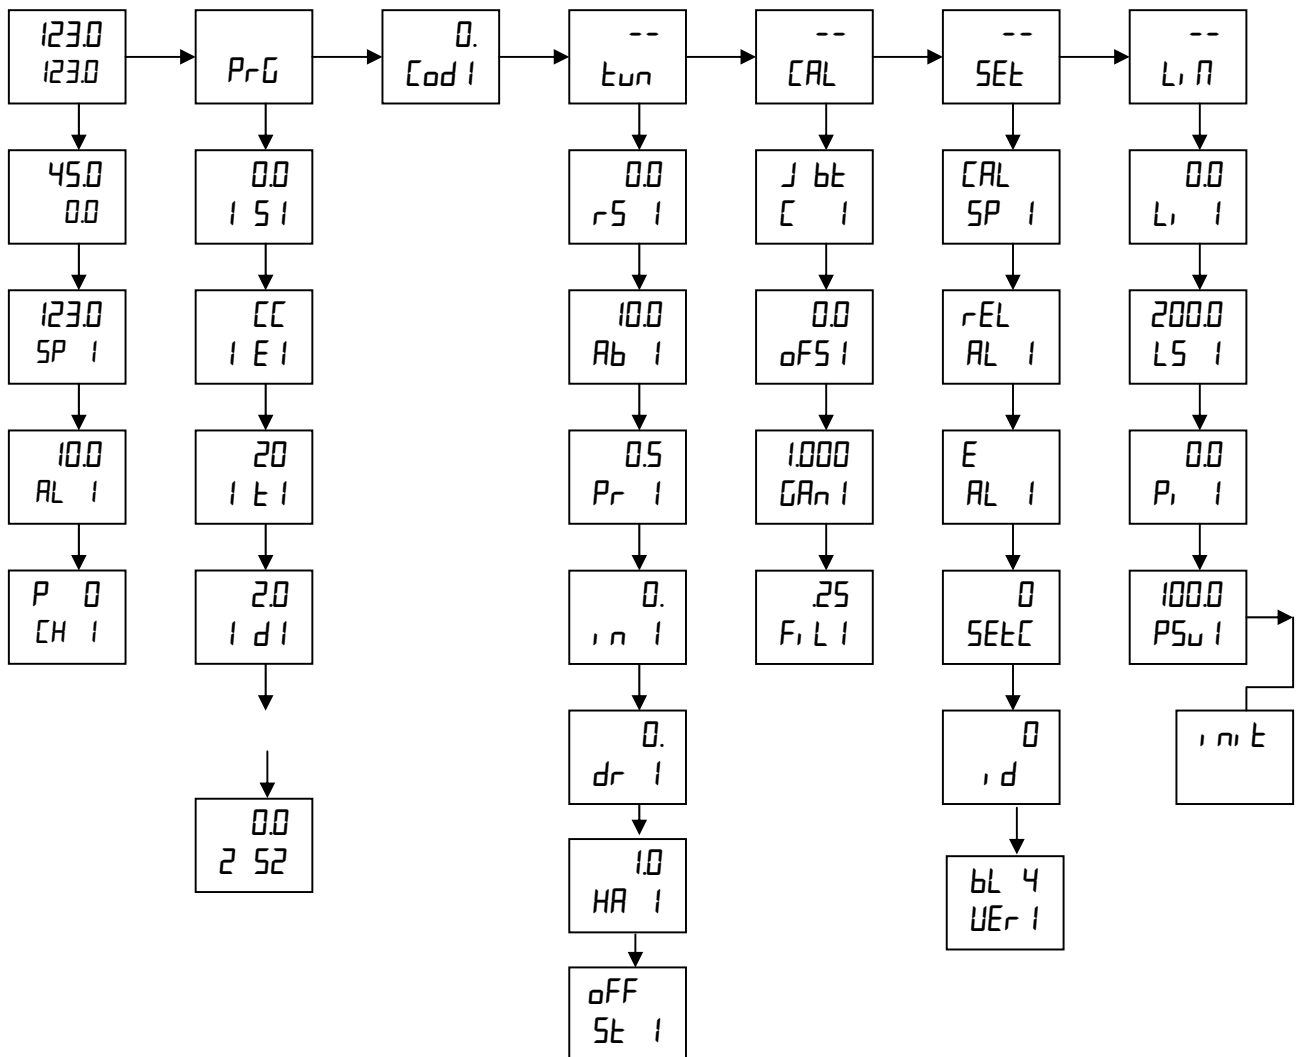 123.0
123.0
PrG
0.
Cod1
--
tun
--
CAL
--
SEt
--
Li M
45.0
0.0
0.0
1 S1
0.0
rS 1
J bt
C 1
CAL
SP 1
0.0
Li 1
123.0
SP 1
CC
1 E1
10.0
Ab 1
0.0
oFS1
rEL
AL 1
200.0
LS 1
10.0
AL 1
20
1 t1
0.5
Pr 1
1.000
GAn1
E
AL 1
0.0
Pi 1
P 0
CH 1
2.0
1 d1
0.
in 1
.25
FiL1
0
SEtC
100.0
PSu1
0.
dr 1
0
id
init
0.0
2 S2
1.0
HA 1
bL 4
UEr1
oFF
St 1